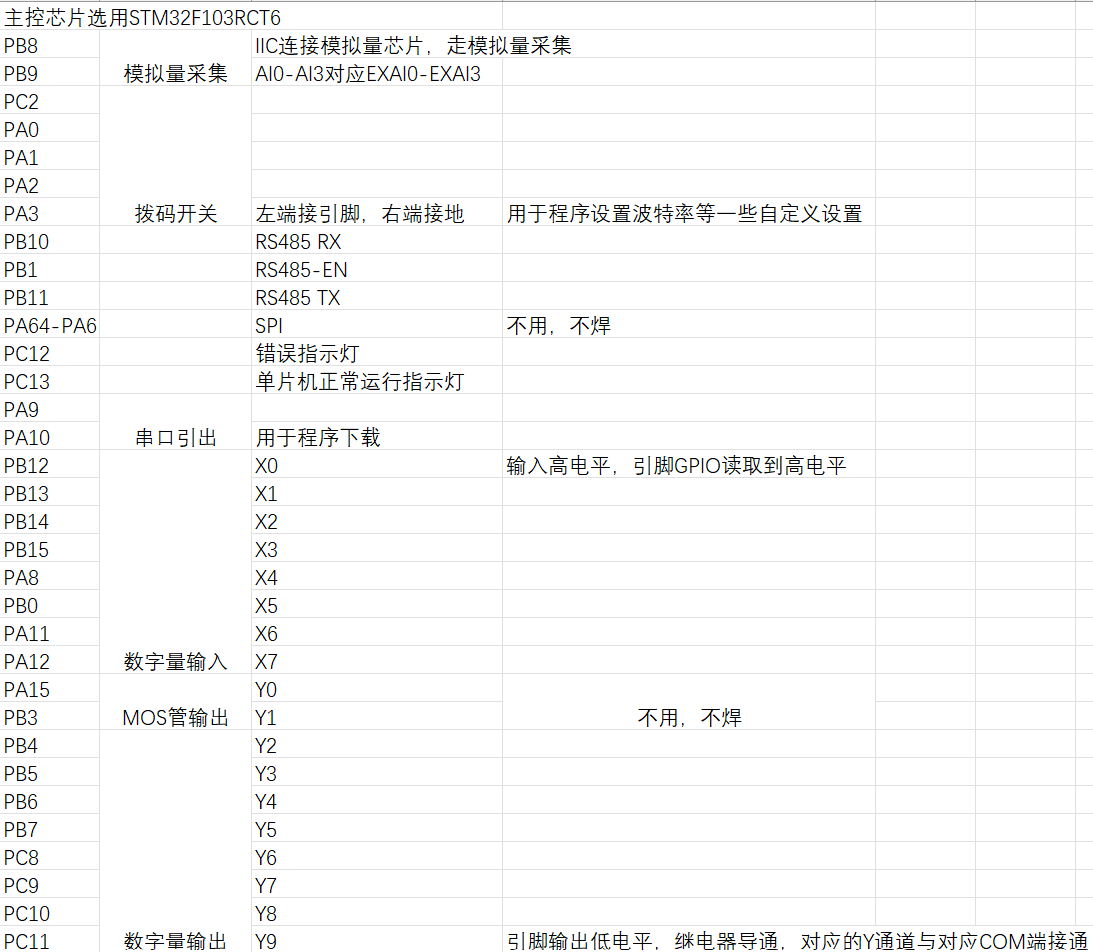 主控芯片选用STM32F103RCT6
PB8 IIC连接模拟量芯片，走模拟量采集
PB9 模拟量采集 AI0-AI3对应EXAI0-EXAI3
PC2
PA0
PA1
PA2
PA3 拨码开关 左端接引脚，右端接地 用于程序设置波特率等一些自定义设置
PB10 RS485 RX
PB1 RS485-EN
PB11 RS485 TX
PA64-PA6 SPI 不用，不焊
PC12 错误指示灯
PC13 单片机正常运行指示灯
PA9
PA10 串口引出 用于程序下载
PB12 X0 输入高电平，引脚GPIO读取到高电平
PB13 X1
PB14 X2
PB15 X3
PA8 X4
PB0 X5
PA11 X6
PA12 数字量输入 X7
PA15 Y0
PB3 MOS管输出 Y1 不用，不焊
PB4 Y2
PB5 Y3
PB6 Y4
PB7 Y5
PC8 Y6
PC9 Y7
PC10 Y8
PC11 数字量输出 Y9 引脚输出低电平，继电器导通，对应的Y通道与对应COM端接通